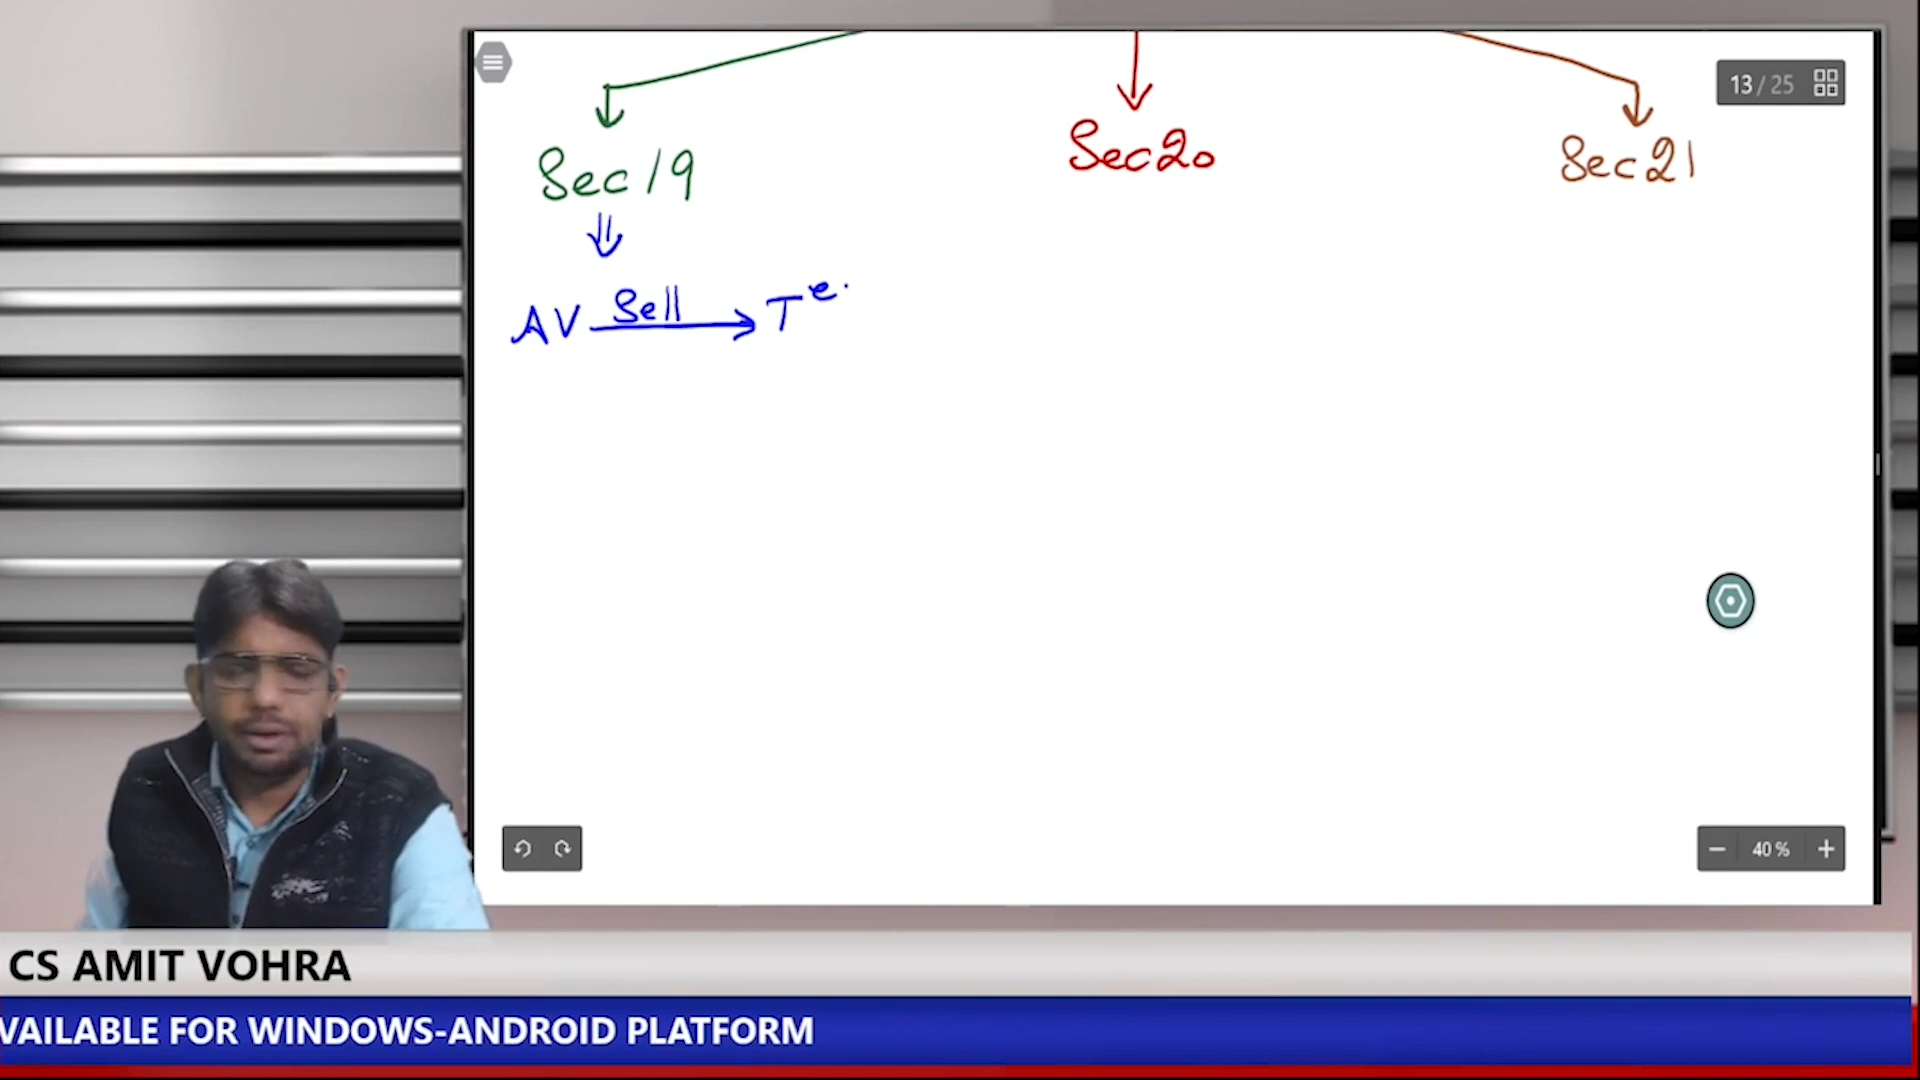 13 / 25
Sec 19
Sec 20
Sec 21
AV Sell T e.
40 %
CS AMIT VOHRA
VAILABLE FOR WINDOWS-ANDROID PLATFORM